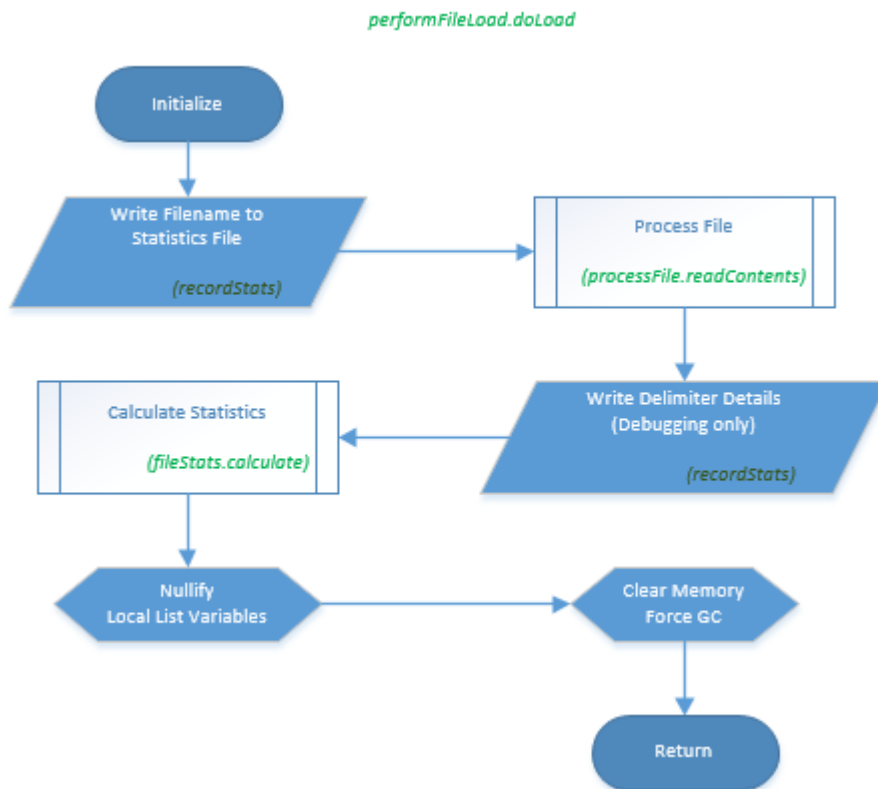 performFileLoad.doLoad
Initialize
Write Filename to
Statistics File
(recordStats)
Process File
(processFile.readContents)
Write Delimiter Details
(Debugging only)
(recordStats)
Calculate Statistics
(fileStats.calculate)
Nullify
Local List Variables
Clear Memory
Force GC
Return